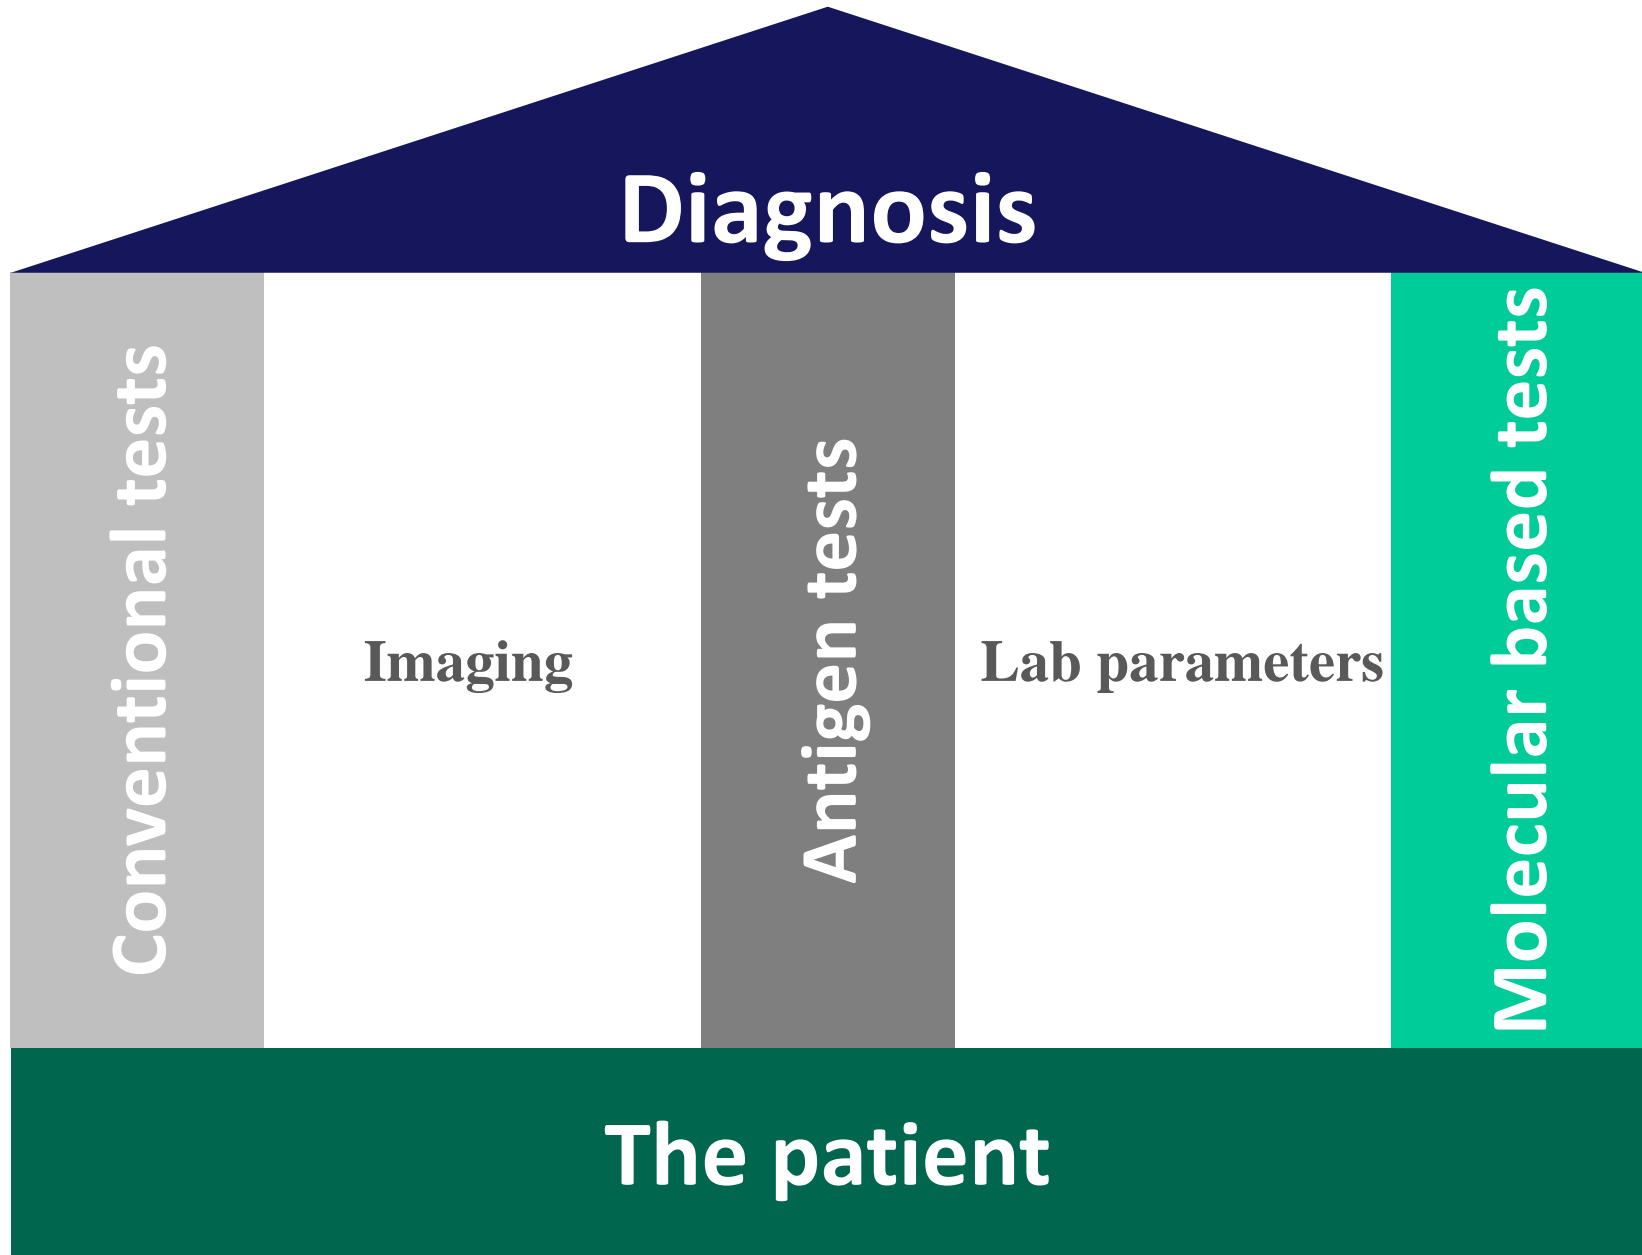 Diagnosis
Conventional tests
Imaging
Antigen tests
Lab parameters
Molecular based tests
The patient